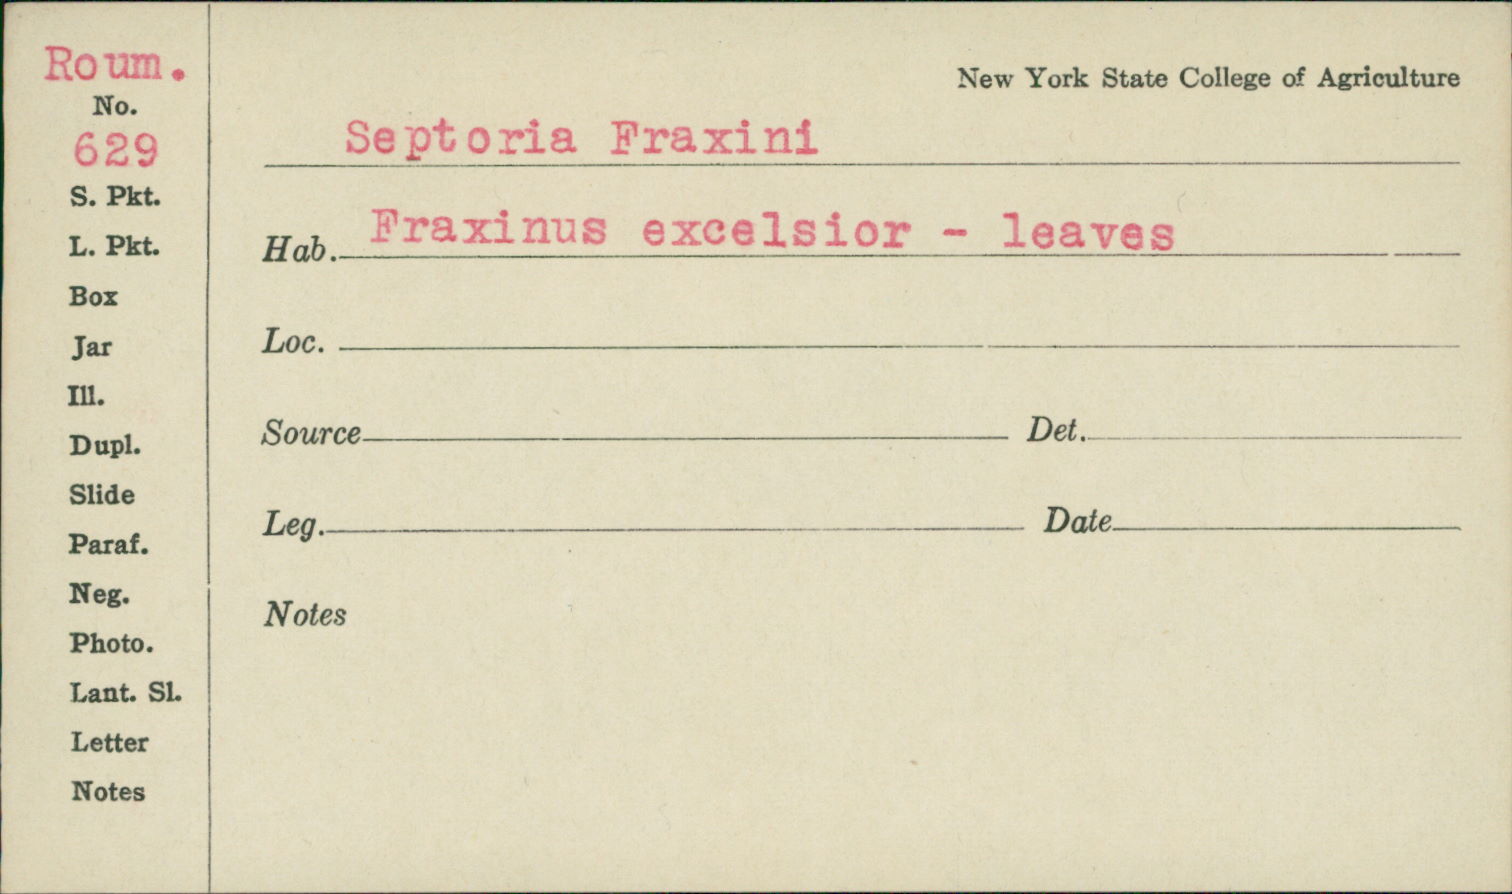 Roum.
No.
629
S. Pkt.
L. Pkt.
Box
Jar
Ill.
Dupl.
Slide
Paraf.
Neg.
Photo.
Lant. Sl.
Letter
Notes
New York State College of Agriculture
Septoria Fraxini
Hab. Fraxinus excelsior - leaves
Loc.
Source Det.
Leg. Date
Notes